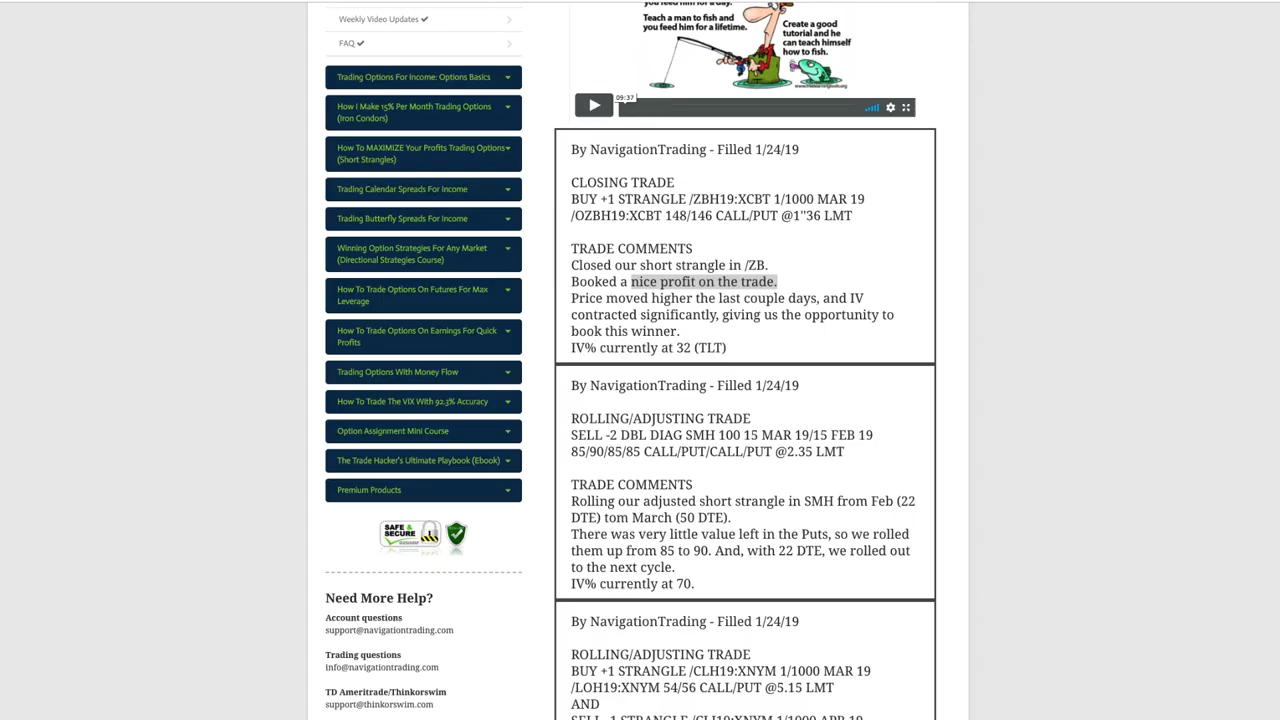 Weekly Video Updates ✔
FAQ ✔
Trading Options For Income: Options Basics
How I Make 15% Per Month Trading Options
(Iron Condors)
How To MAXIMIZE Your Profits Trading Options
(Short Strangles)
Trading Calendar Spreads For Income
Trading Butterfly Spreads For Income
Winning Option Strategies For Any Market
(Directional Strategies Course)
How To Trade Options On Futures For Max
Leverage
How To Trade Options On Earnings For Quick
Profits
Trading Options With Money Flow
How To Trade The VIX With 92.3% Accuracy
Option Assignment Mini Course
The Trade Hacker's Ultimate Playbook (Ebook)
Premium Products
SAFE &
SECURE
Need More Help?
Account questions
support@navigationtrading.com
Trading questions
info@navigationtrading.com
TD Ameritrade/Thinkorswim
support@thinkorswim.com
you feed him for a day.
Teach a man to fish and
you feed him for a lifetime.
Create a good
tutorial and he
can teach himself
how to fish.
09:37
By NavigationTrading - Filled 1/24/19
CLOSING TRADE
BUY +1 STRANGLE /ZBH19:XCBT 1/1000 MAR 19
/OZBH19:XCBT 148/146 CALL/PUT @1"36 LMT
TRADE COMMENTS
Closed our short strangle in /ZB.
Booked a nice profit on the trade.
Price moved higher the last couple days, and IV
contracted significantly, giving us the opportunity to
book this winner.
IV% currently at 32 (TLT)
By NavigationTrading - Filled 1/24/19
ROLLING/ADJUSTING TRADE
SELL -2 DBL DIAG SMH 100 15 MAR 19/15 FEB 19
85/90/85/85 CALL/PUT/CALL/PUT @2.35 LMT
TRADE COMMENTS
Rolling our adjusted short strangle in SMH from Feb (22
DTE) tom March (50 DTE).
There was very little value left in the Puts, so we rolled
them up from 85 to 90. And, with 22 DTE, we rolled out
to the next cycle.
IV% currently at 70.
By NavigationTrading - Filled 1/24/19
ROLLING/ADJUSTING TRADE
BUY +1 STRANGLE /CLH19:XNYM 1/1000 MAR 19
/LOH19:XNYM 54/56 CALL/PUT @5.15 LMT
AND
SELL -1 STRANGLE /CLJ19:XNYM 1/1000 APR 19